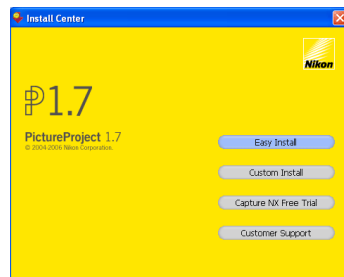 Install Center
Nikon
P1.7
PictureProject 1.7
© 2004-2006 Nikon Corporation.
Easy Install
Custom Install
Capture NX Free Trial
Customer Support